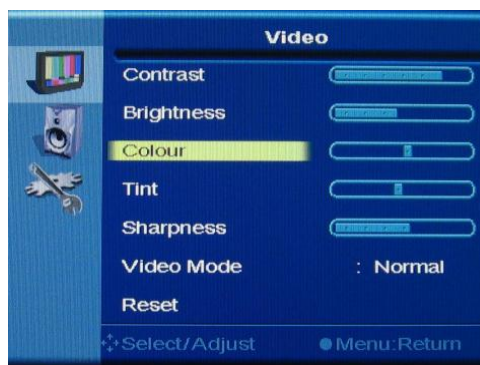 Video
Contrast
Brightness
Colour
Tint
Sharpness
Video Mode : Normal
Reset
Select/Adjust Menu:Return